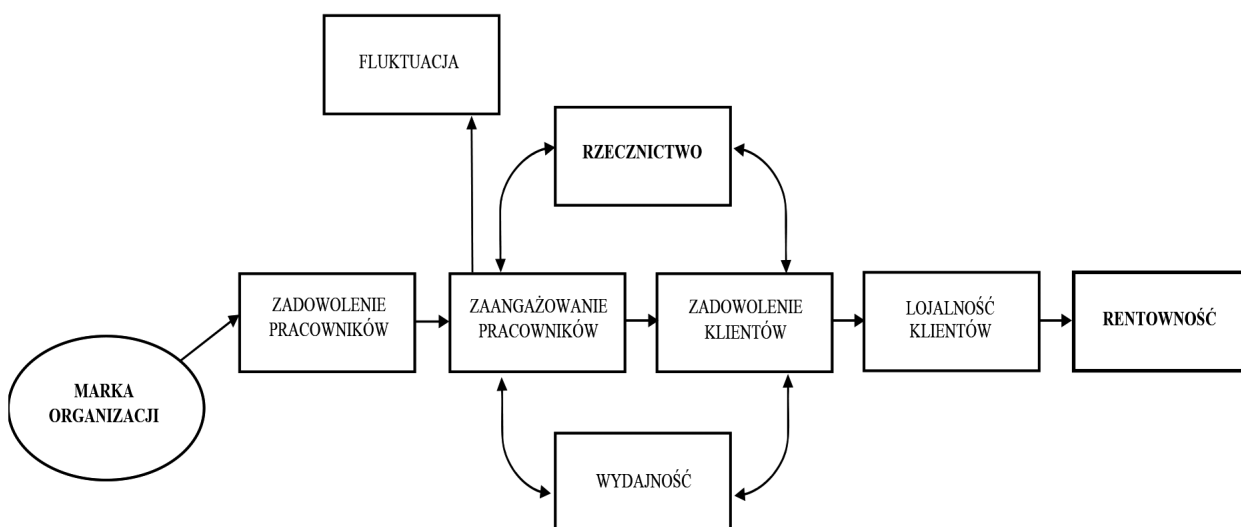 FLUKTUACJA
RZECZNICTWO
ZADOWOLENIE
PRACOWNIKÓW
ZAANGAŻOWANIE
PRACOWNIKÓW
ZADOWOLENIE
KLIENTÓW
LOJALNOŚĆ
KLIENTÓW
RENTOWNOŚĆ
MARKA
ORGANIZACJI
WYDAJNOŚĆ